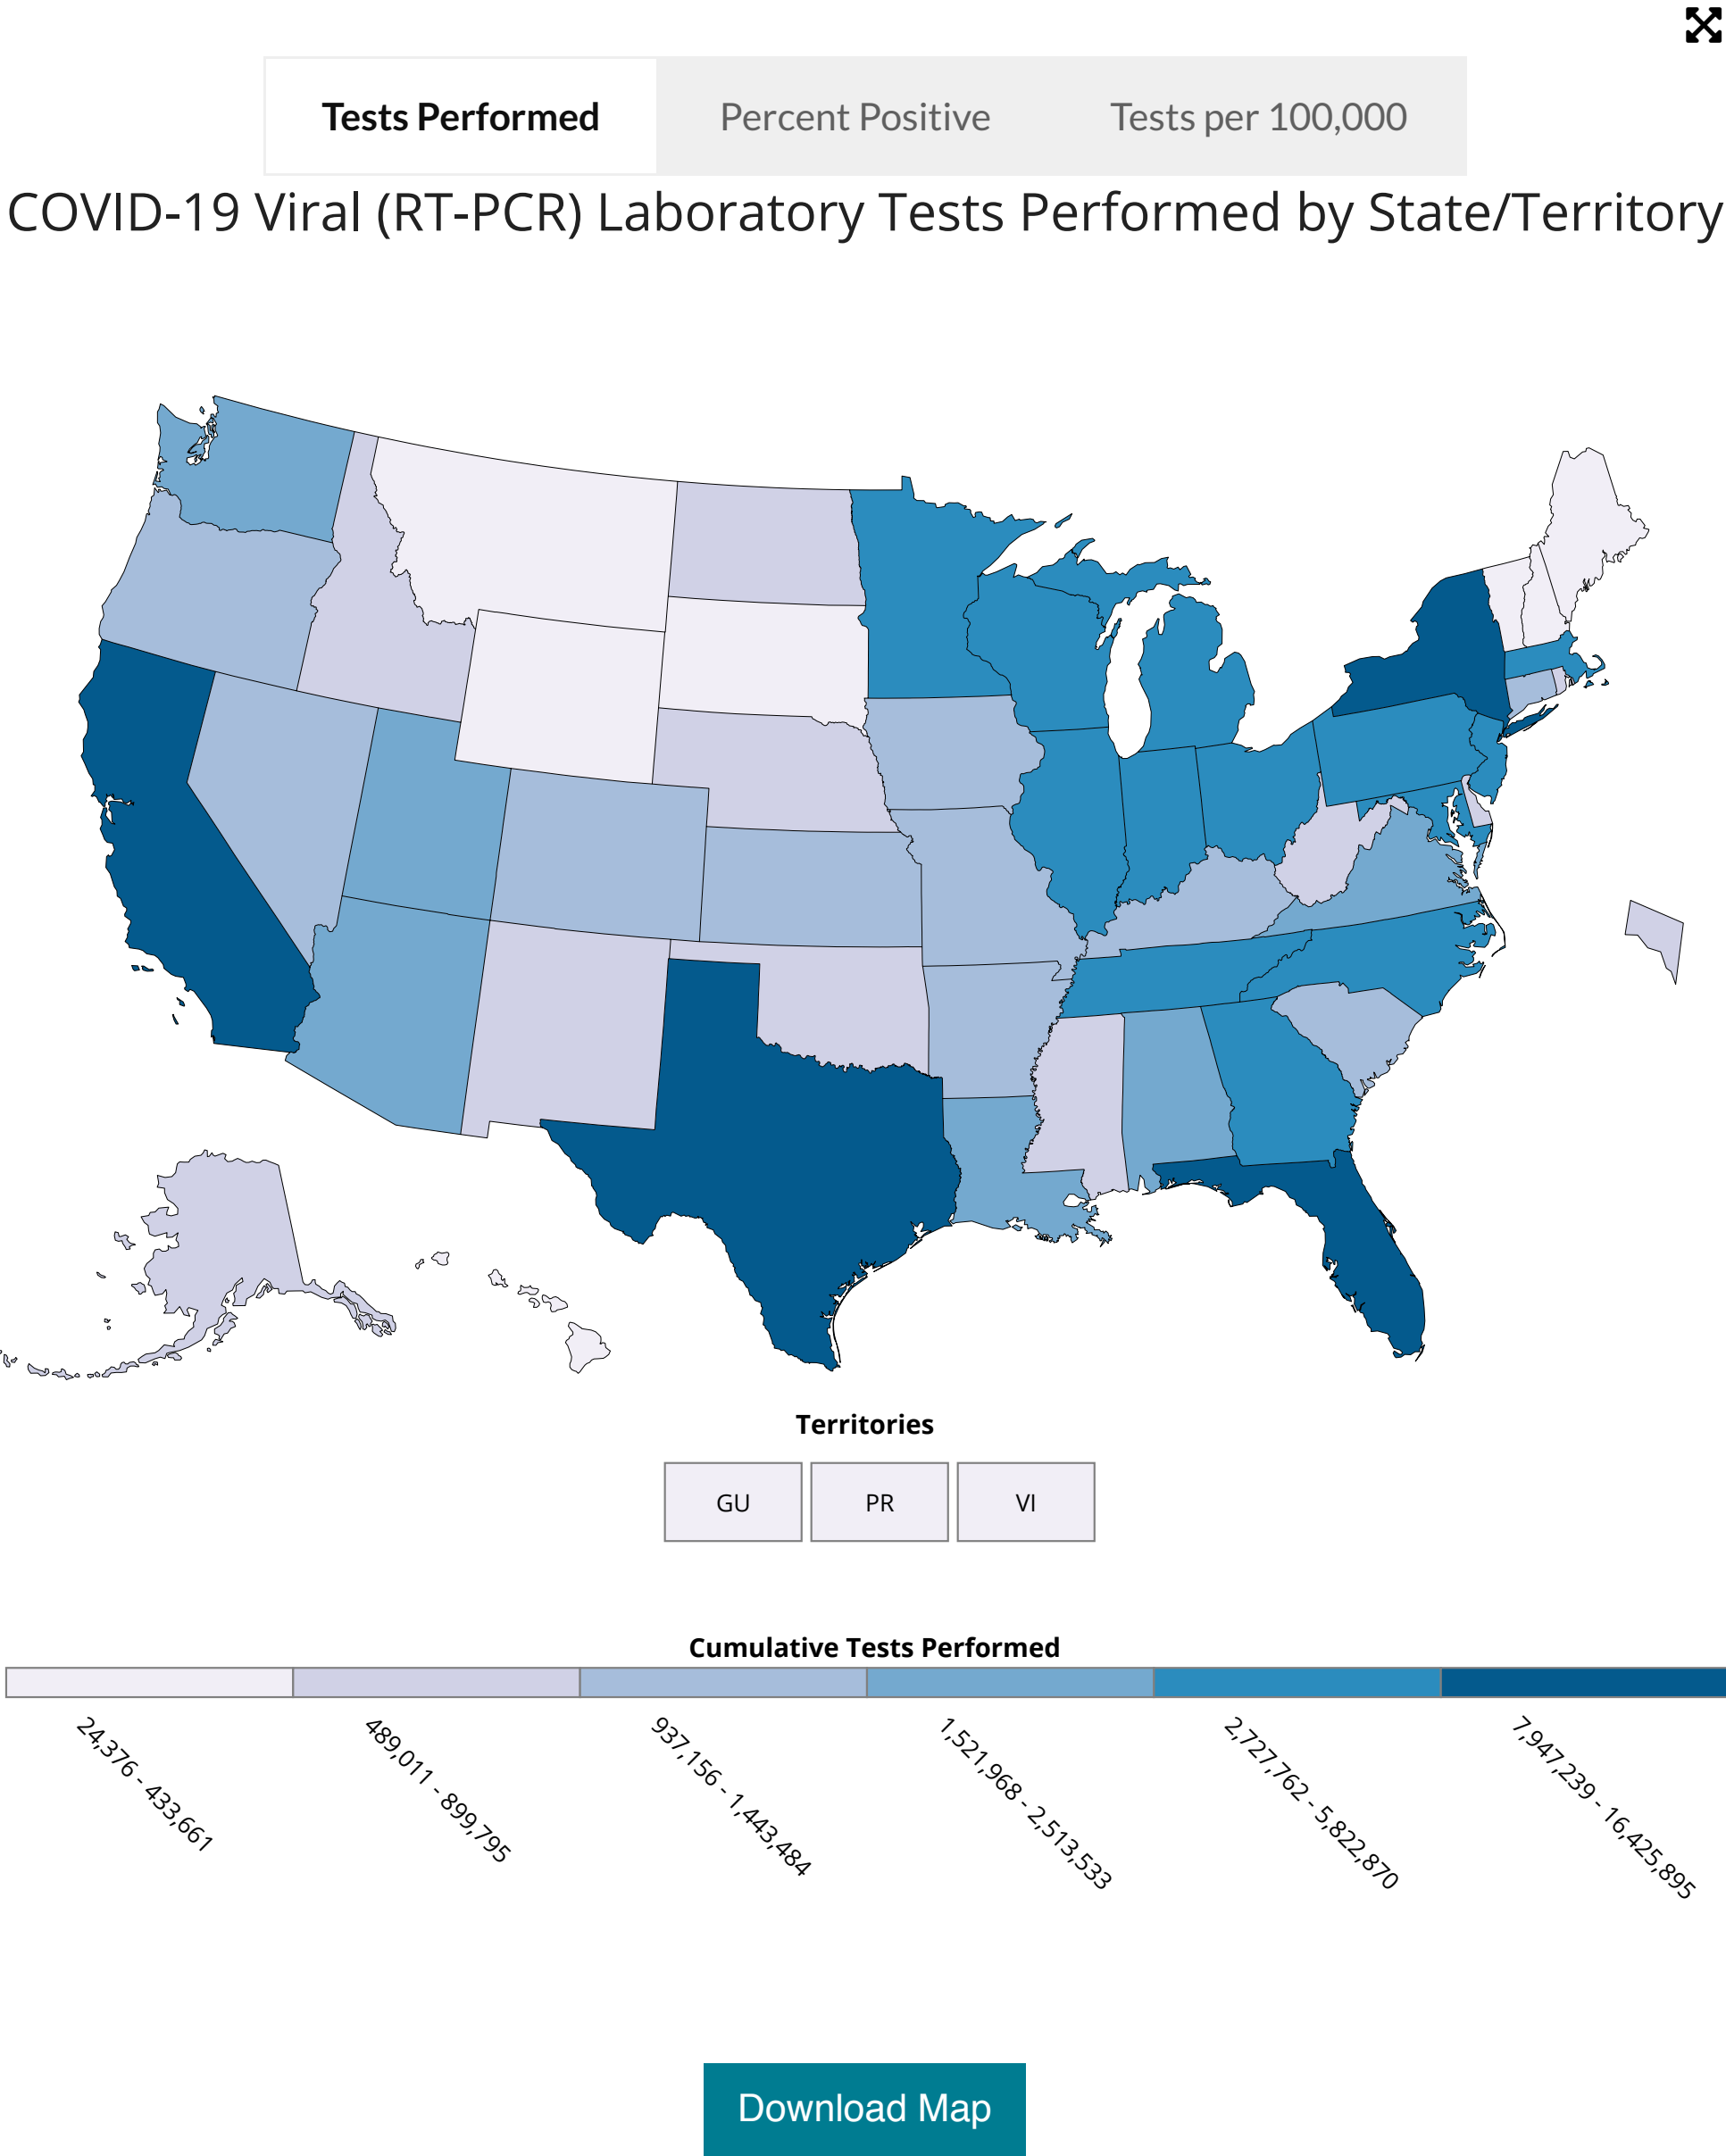 Tests Performed Percent Positive Tests per 100,000
COVID-19 Viral (RT-PCR) Laboratory Tests Performed by State/Territory
Territories
GU PR VI
Cumulative Tests Performed
24,376 - 433,661
489,011 - 899,795
937,156 - 1,443,484
1,521,968 - 2,513,533
2,727,762 - 5,822,870
7,947,239 - 16,425,895
Download Map